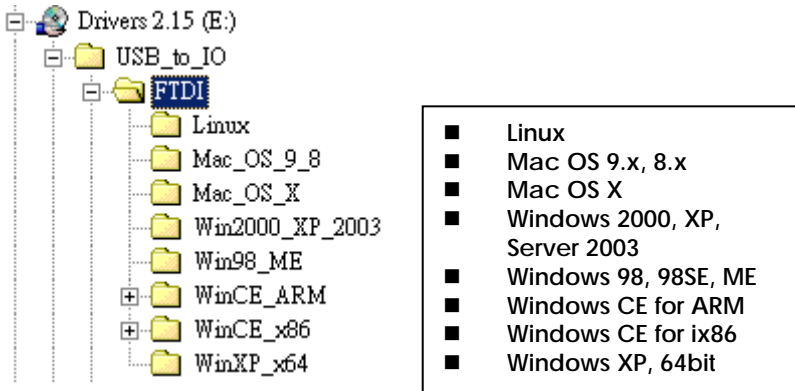 Drivers 2.15 (E:)
USB_to_IO
FTDI
Linux
Mac_OS_9_8
Mac_OS_X
Win2000_XP_2003
Win98_ME
WinCE_ARM
WinCE_x86
WinXP_x64
■ Linux
■ Mac OS 9.x, 8.x
■ Mac OS X
■ Windows 2000, XP,
Server 2003
■ Windows 98, 98SE, ME
■ Windows CE for ARM
■ Windows CE for ix86
■ Windows XP, 64bit